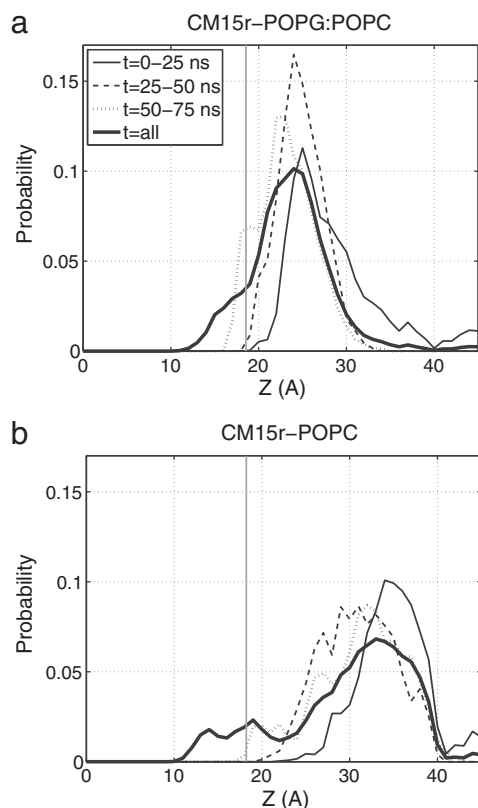 a
CM15r−POPG:POPC
t=0−25 ns
t=25−50 ns
t=50−75 ns
t=all
0.15
0.1
0.05
0
Probability
0 10 20 30 40
Z (A)
b
CM15r−POPC
0.15
0.1
0.05
0
Probability
0 10 20 30 40
Z (A)